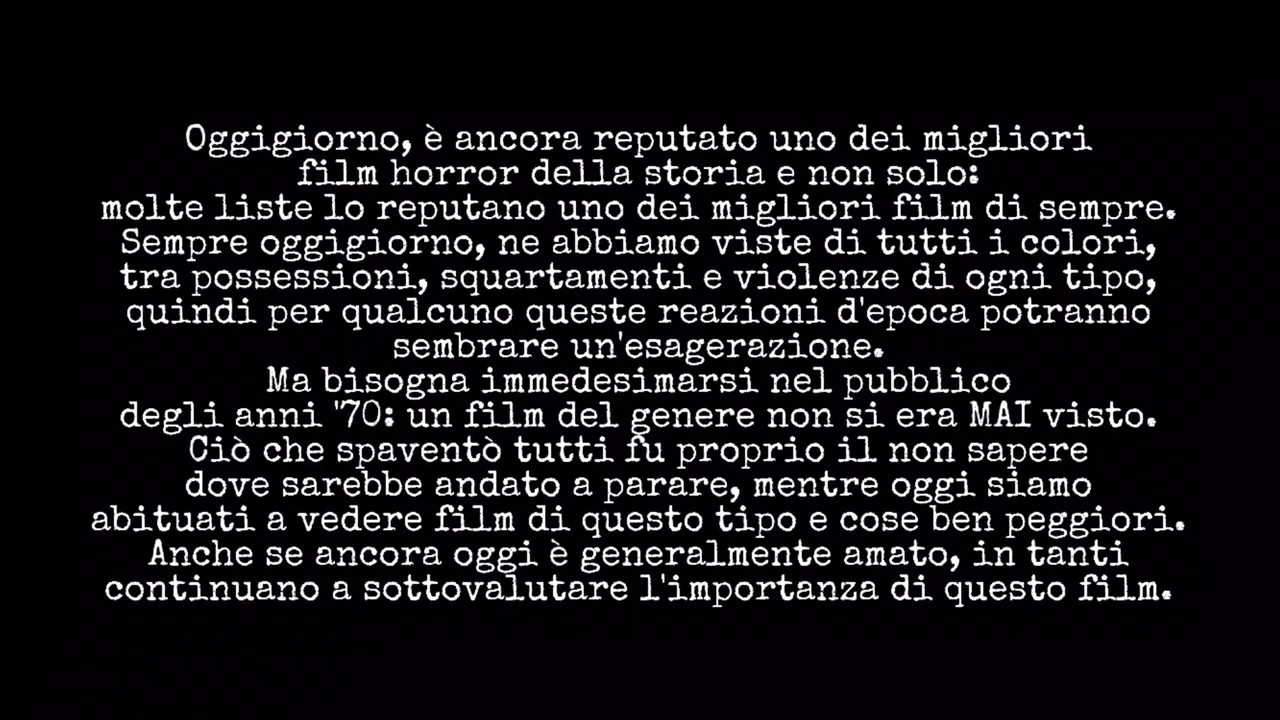 Oggigiorno, è ancora reputato uno dei migliori
film horror della storia e non solo:
molte liste lo reputano uno dei migliori film di sempre.
Sempre oggigiorno, ne abbiamo viste di tutti i colori,
tra possessioni, squartamenti e violenze di ogni tipo,
quindi per qualcuno queste reazioni d'epoca potranno
sembrare un'esagerazione.
Ma bisogna immedesimarsi nel pubblico
degli anni '70: un film del genere non si era MAI visto.
Ciò che spaventò tutti fu proprio il non sapere
dove sarebbe andato a parare, mentre oggi siamo
abituati a vedere film di questo tipo e cose ben peggiori.
Anche se ancora oggi è generalmente amato, in tanti
continuano a sottovalutare l'importanza di questo film.